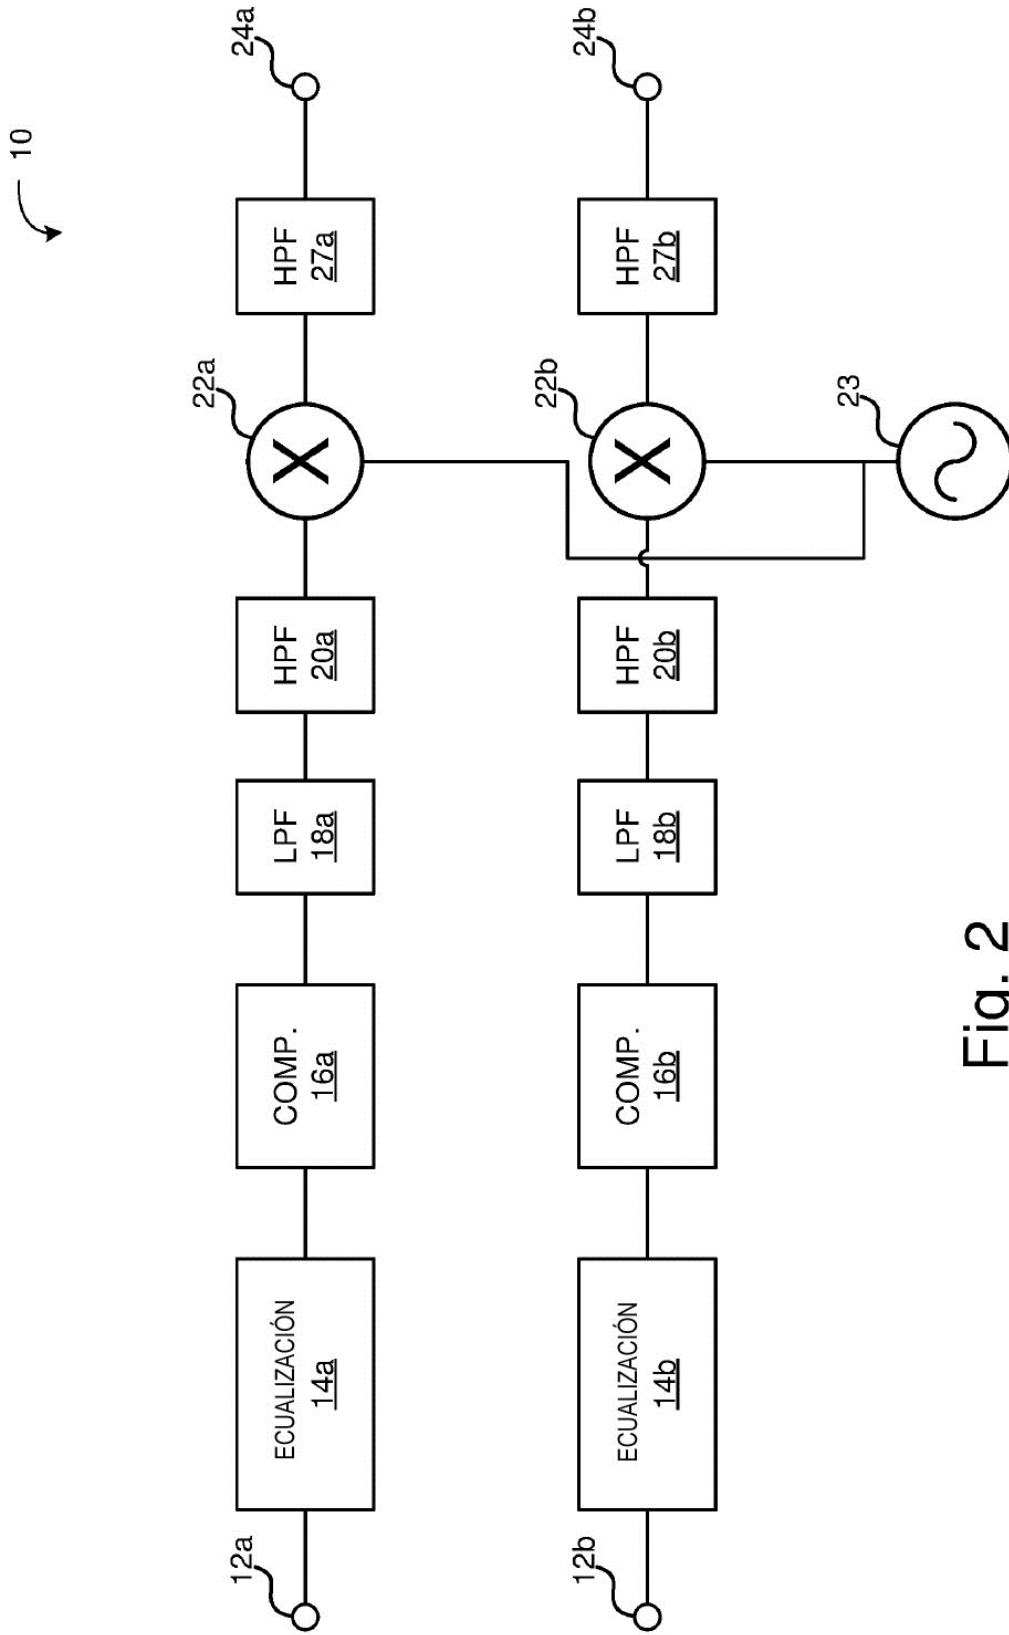 10
12a
ECUALIZACIÓN
14a
COMP.
16a
LPF
18a
HPF
20a
22a
HPF
27a
24a
12b
ECUALIZACIÓN
14b
COMP.
16b
LPF
18b
HPF
20b
22b
HPF
27b
24b
23
Fig. 2